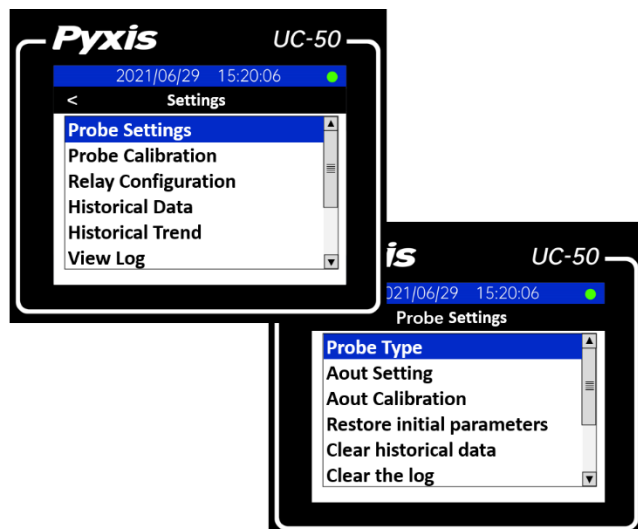 Pyxis UC-50
2021/06/29 15:20:06
< Settings
Probe Settings
Probe Calibration
Relay Configuration
Historical Data
Historical Trend
View Log
is UC-50
021/06/29 15:20:06
Probe Settings
Probe Type
Aout Setting
Aout Calibration
Restore initial parameters
Clear historical data
Clear the log